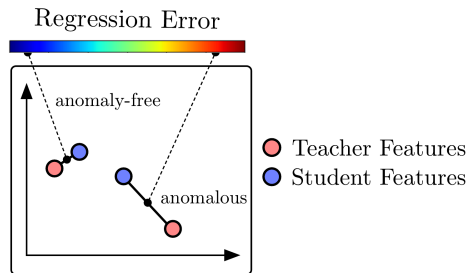 Regression Error
anomaly-free
anomalous
Teacher Features
Student Features